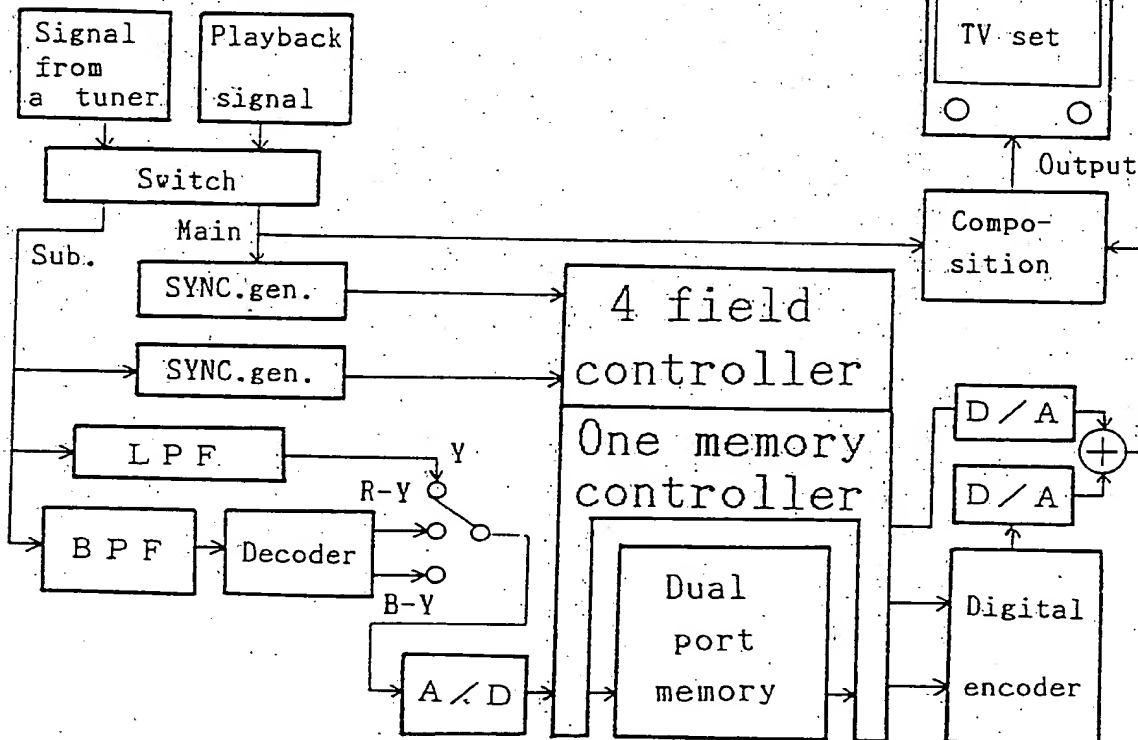 Signal
from
a tuner
Playback
signal
TV set
Switch
Output
Main
Sub.
Compo-
sition
SYNC.gen.
4 field
controller
SYNC.gen.
D/A
One memory
controller
LPF
Y
R-Y
D/A
BPF
Decoder
B-Y
Dual
port
memory
Digital
encoder
A/D